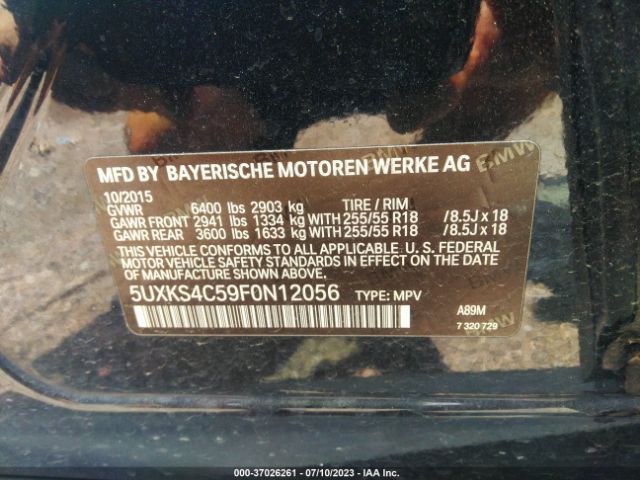 MFD BY BAYERISCHE MOTOREN WERKE AG
10/2015
GVWR 6400 lbs 2903 kg TIRE / RIM
GAWR FRONT 2941 lbs 1334 kg WITH 255/55 R18 /8.5J x 18
GAWR REAR 3600 lbs 1633 kg WITH 255/55 R18 /8.5J x 18
THIS VEHICLE CONFORMS TO ALL APPLICABLE U. S. FEDERAL
MOTOR VEHICLE SAFETY STANDARDS IN EFFECT ON THE
DATE OF MANUFACTURE SHOWN ABOVE.
5UXKS4C59F0N12056 TYPE: MPV
A89M
7 320 729
BMW
BMW
000-37026261 - 07/10/2023 - IAA Inc.